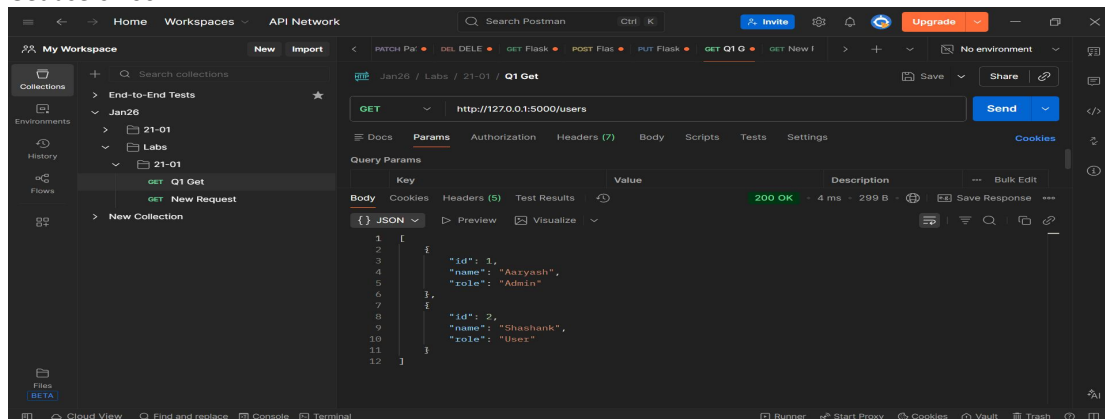 Home Workspaces API Network Search Postman Ctrl K Invite Upgrade
My Workspace New Import PATCH Pa DEL DELE GET Flask POST Flas PUT Flask GET Q1 G GET New No environment
Collections
Search collections
Jan26 / Labs / 21-01 / Q1 Get Save Share
End-to-End Tests
Environments
Jan26
GET http://127.0.0.1:5000/users Send
21-01
History
Labs
Docs Params Authorization Headers (7) Body Scripts Tests Settings Cookies
21-01
Query Params
Flows
GET Q1 Get
Key Value Description Bulk Edit
GET New Request
Body Cookies Headers (5) Test Results 200 OK 4 ms 299 B Save Response
New Collection
{} JSON Preview Visualize
1 [
2 {
3 "id": 1,
4 "name": "Aaryash",
5 "role": "Admin"
6 },
7 {
8 "id": 2,
9 "name": "Shashank",
10 "role": "User"
11 }
12 ]
Files
BETA
AI
Cloud View Find and replace Console Terminal Runner Start Proxy Cookies Vault Trash